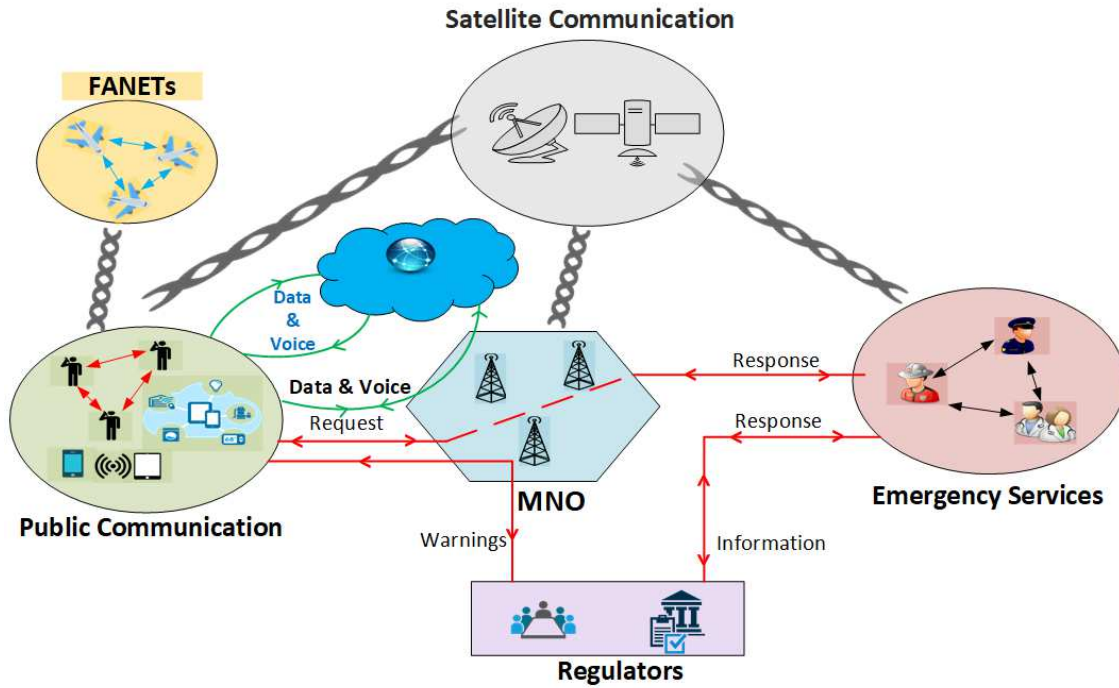 Satellite Communication
FANETs
Data
&
Voice
Data & Voice
Request
Response
Response
MNO
Public Communication
Emergency Services
Warnings
Information
Regulators